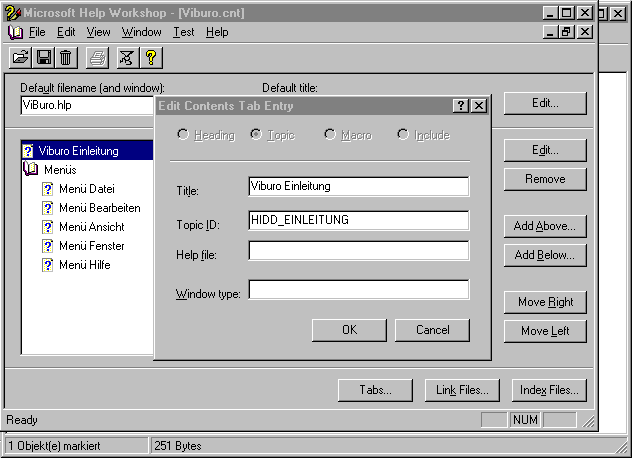 Microsoft Help Workshop - [Viburo.cnt]
File Edit View Window Test Help
Default filename (and window): Default title:
ViBuro.hlp
Edit...
Edit Contents Tab Entry
Heading Topic Macro Include
Viburo Einleitung
Menüs
Menü Datei
Menü Bearbeiten
Menü Ansicht
Menü Fenster
Menü Hilfe
Title: Viburo Einleitung
Topic ID: HIDD_EINLEITUNG
Help file:
Window type:
OK Cancel
Edit...
Remove
Add Above...
Add Below...
Move Right
Move Left
Tabs... Link Files... Index Files...
Ready NUM
1 Objekt(e) markiert 251 Bytes